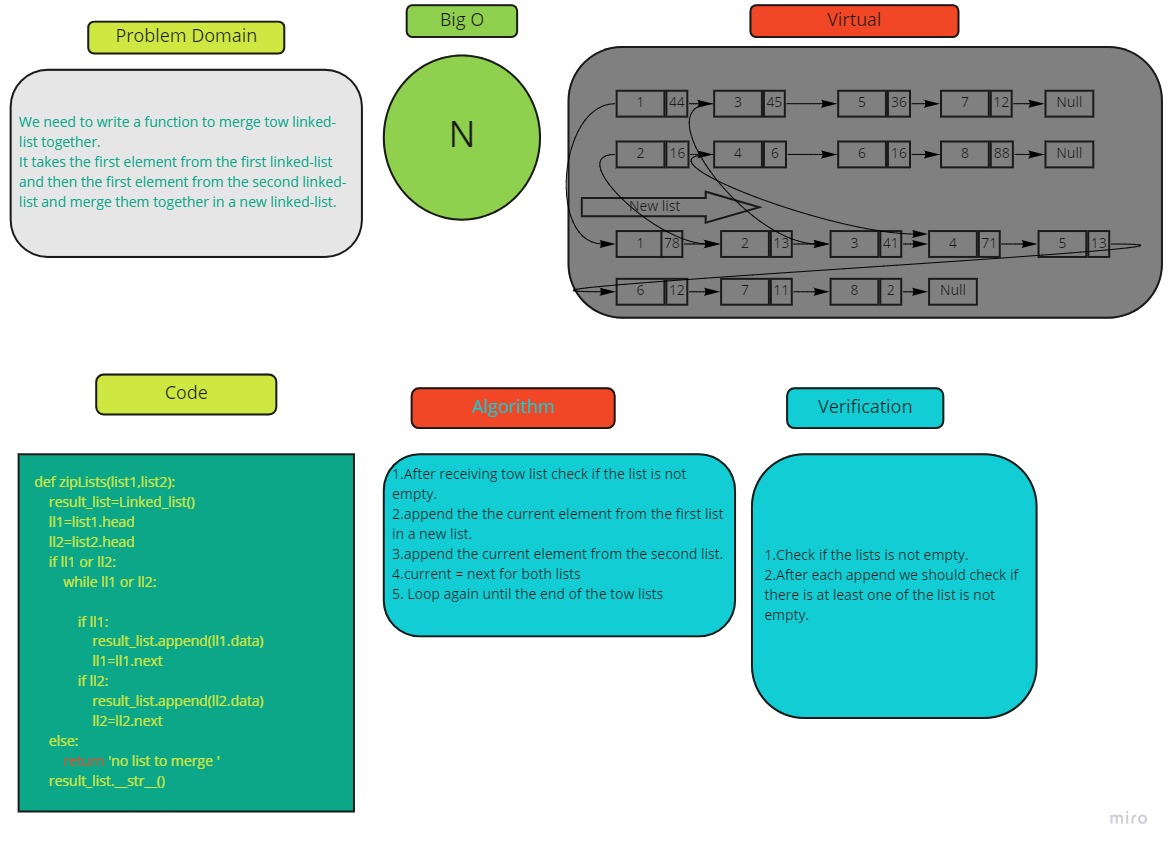 Problem Domain
We need to write a function to merge tow linked-
list together.
It takes the first element from the first linked-list
and then the first element from the second linked-
list and merge them together in a new linked-list.
Big O
N
Virtual
1 44 3 45 5 36 7 12 Null
2 16 4 6 6 16 8 88 Null
New list
1 78 2 13 3 41 4 71 5 13
6 12 7 11 8 2 Null
Code
def zipLists(list1,list2):
result_list=Linked_list()
ll1=list1.head
ll2=list2.head
if ll1 or ll2:
while ll1 or ll2:
if ll1:
result_list.append(ll1.data)
ll1=ll1.next
if ll2:
result_list.append(ll2.data)
ll2=ll2.next
else:
return 'no list to merge '
result_list.__str__()
Algorithm
1.After receiving tow list check if the list is not
empty.
2.append the the current element from the first list
in a new list.
3.append the current element from the second list.
4.current = next for both lists
5. Loop again until the end of the tow lists
Verification
1.Check if the lists is not empty.
2.After each append we should check if
there is at least one of the list is not
empty.
miro